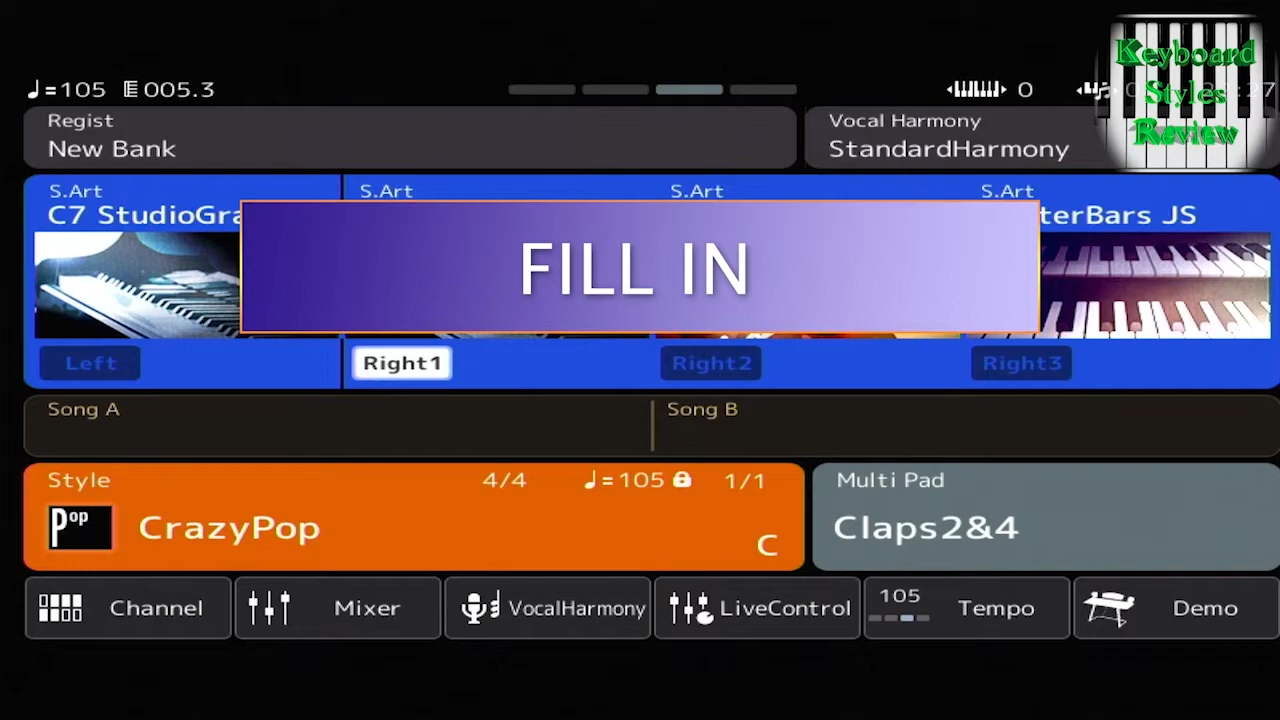 ♩=105 005.3
0
Keyboard
Styles
Review
Regist
New Bank
Vocal Harmony
StandardHarmony
S.Art S.Art S.Art S.Art
C7 StudioGra terBars JS
FILL IN
Left Right1 Right2 Right3
Song A Song B
Style 4/4 ♩=105 1/1
Pop
CrazyPop
C
Multi Pad
Claps2&4
Channel Mixer VocalHarmony LiveControl 105 Tempo Demo